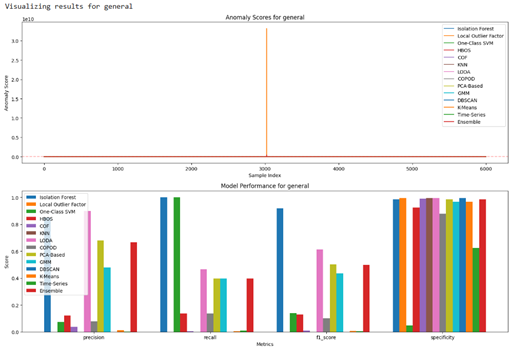 Visualizing results for general
Anomaly Scores for general
1e10
3.0
2.5
2.0
1.5
1.0
0.5
0.0
Anomaly Score
Isolation Forest
Local Outlier Factor
One-Class SVM
HBOS
COF
KNN
LODA
COPOD
PCA-Based
GMM
DBSCAN
K-Means
Time-Series
Ensemble
0 1000 2000 3000 4000 5000 6000
Sample Index
Model Performance for general
1.0
0.8
0.6
0.4
0.2
0.0
Score
Isolation Forest
Local Outlier Factor
One-Class SVM
HBOS
COF
KNN
LODA
COPOD
PCA-Based
GMM
DBSCAN
K-Means
Time-Series
Ensemble
precision recall f1_score specificity
Metrics